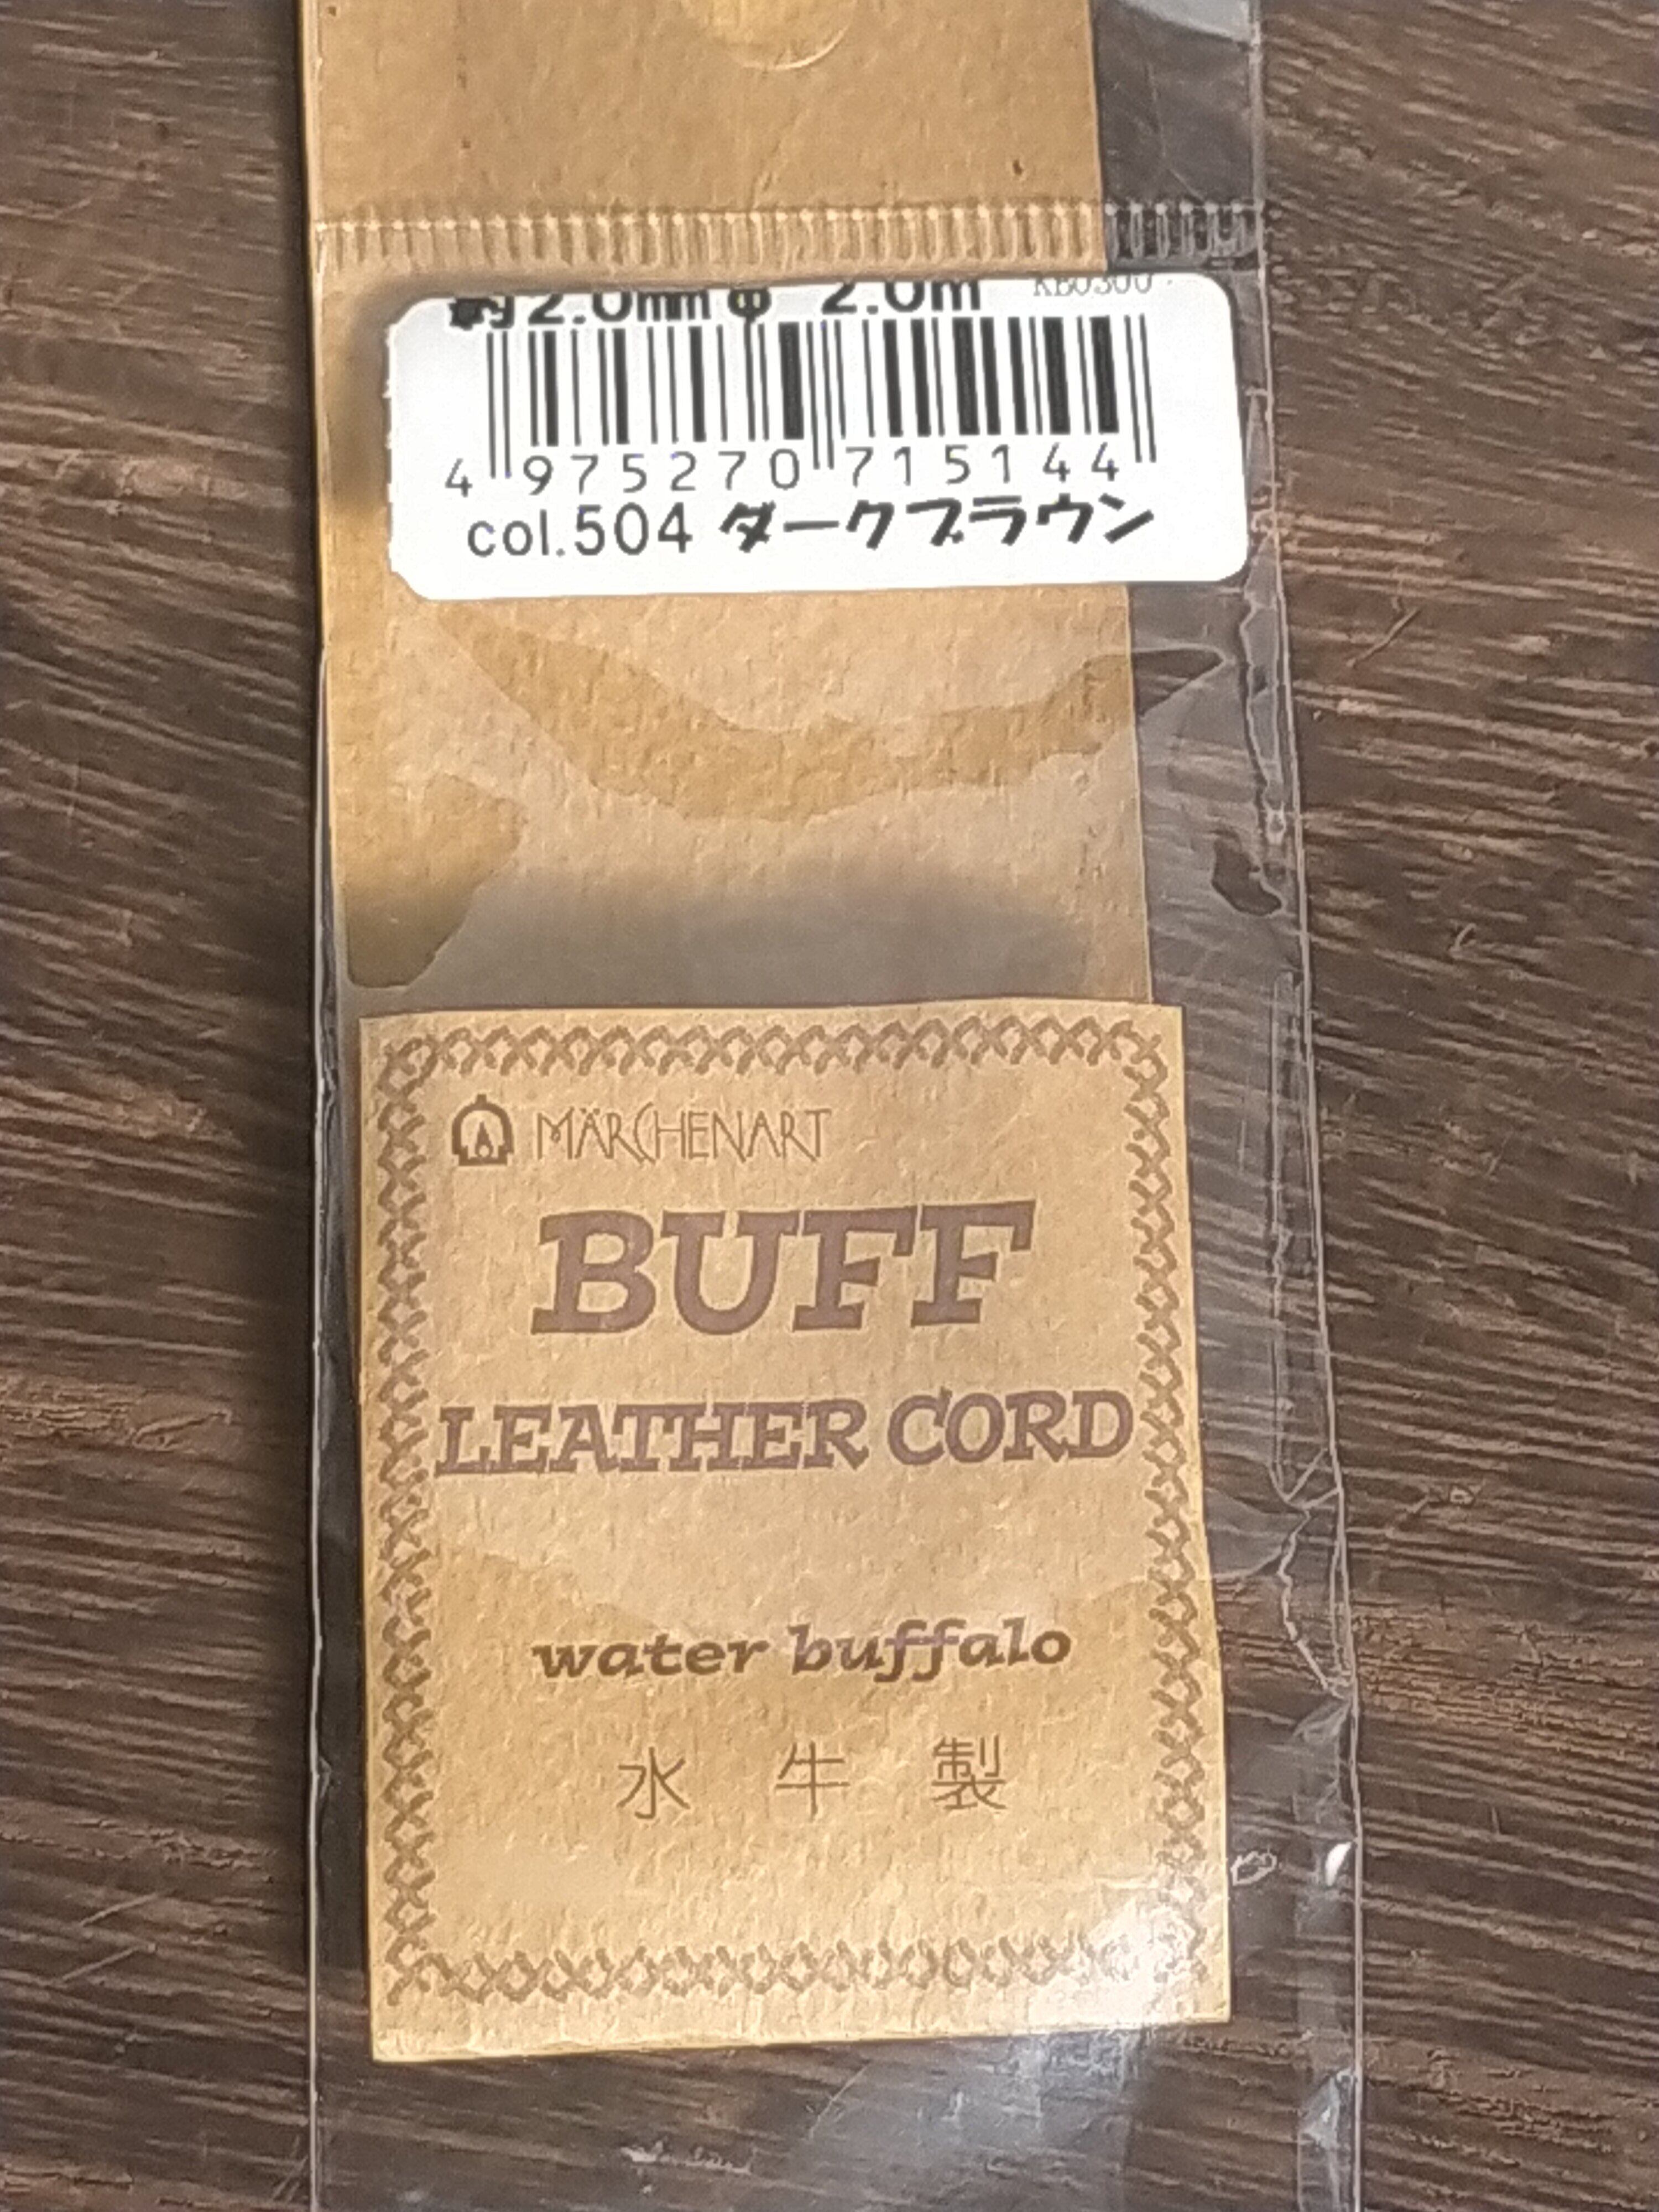 約2.0mmφ 2.0m
4 975270 715144
col.504 ダークブラウン
MÄRCHENART
BUFF
LEATHER CORD
water buffalo
水牛製